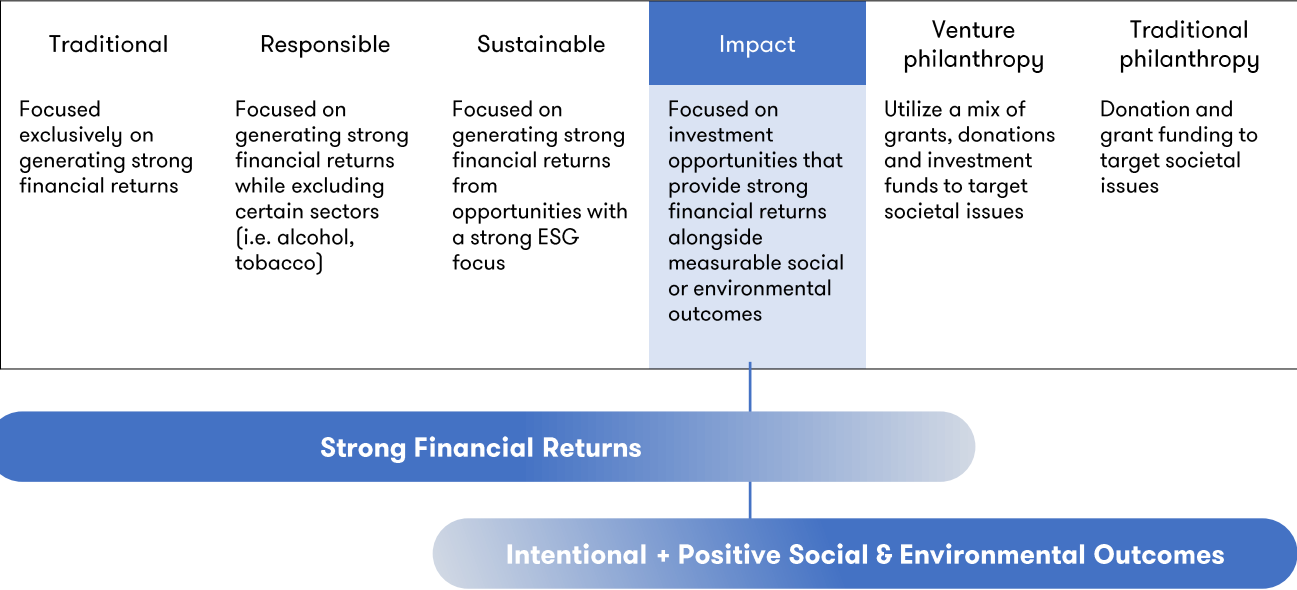 Traditional
Focused
exclusively on
generating strong
financial returns
Responsible
Focused on
generating strong
financial returns
while excluding
certain sectors
(i.e. alcohol,
tobacco)
Sustainable
Focused on
generating strong
financial returns
from
opportunities with
a strong ESG
focus
Impact
Focused on
investment
opportunities that
provide strong
financial returns
alongside
measurable social
or environmental
outcomes
Venture
philanthropy
Utilize a mix of
grants, donations
and investment
funds to target
societal issues
Traditional
philanthropy
Donation and
grant funding to
target societal
issues
Strong Financial Returns
Intentional + Positive Social & Environmental Outcomes